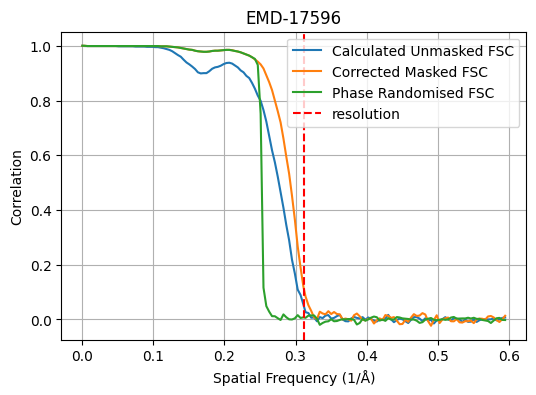 EMD-17596
Calculated Unmasked FSC
Corrected Masked FSC
Phase Randomised FSC
resolution
Correlation
1.0
0.8
0.6
0.4
0.2
0.0
0.0 0.1 0.2 0.3 0.4 0.5 0.6
Spatial Frequency (1/Å)